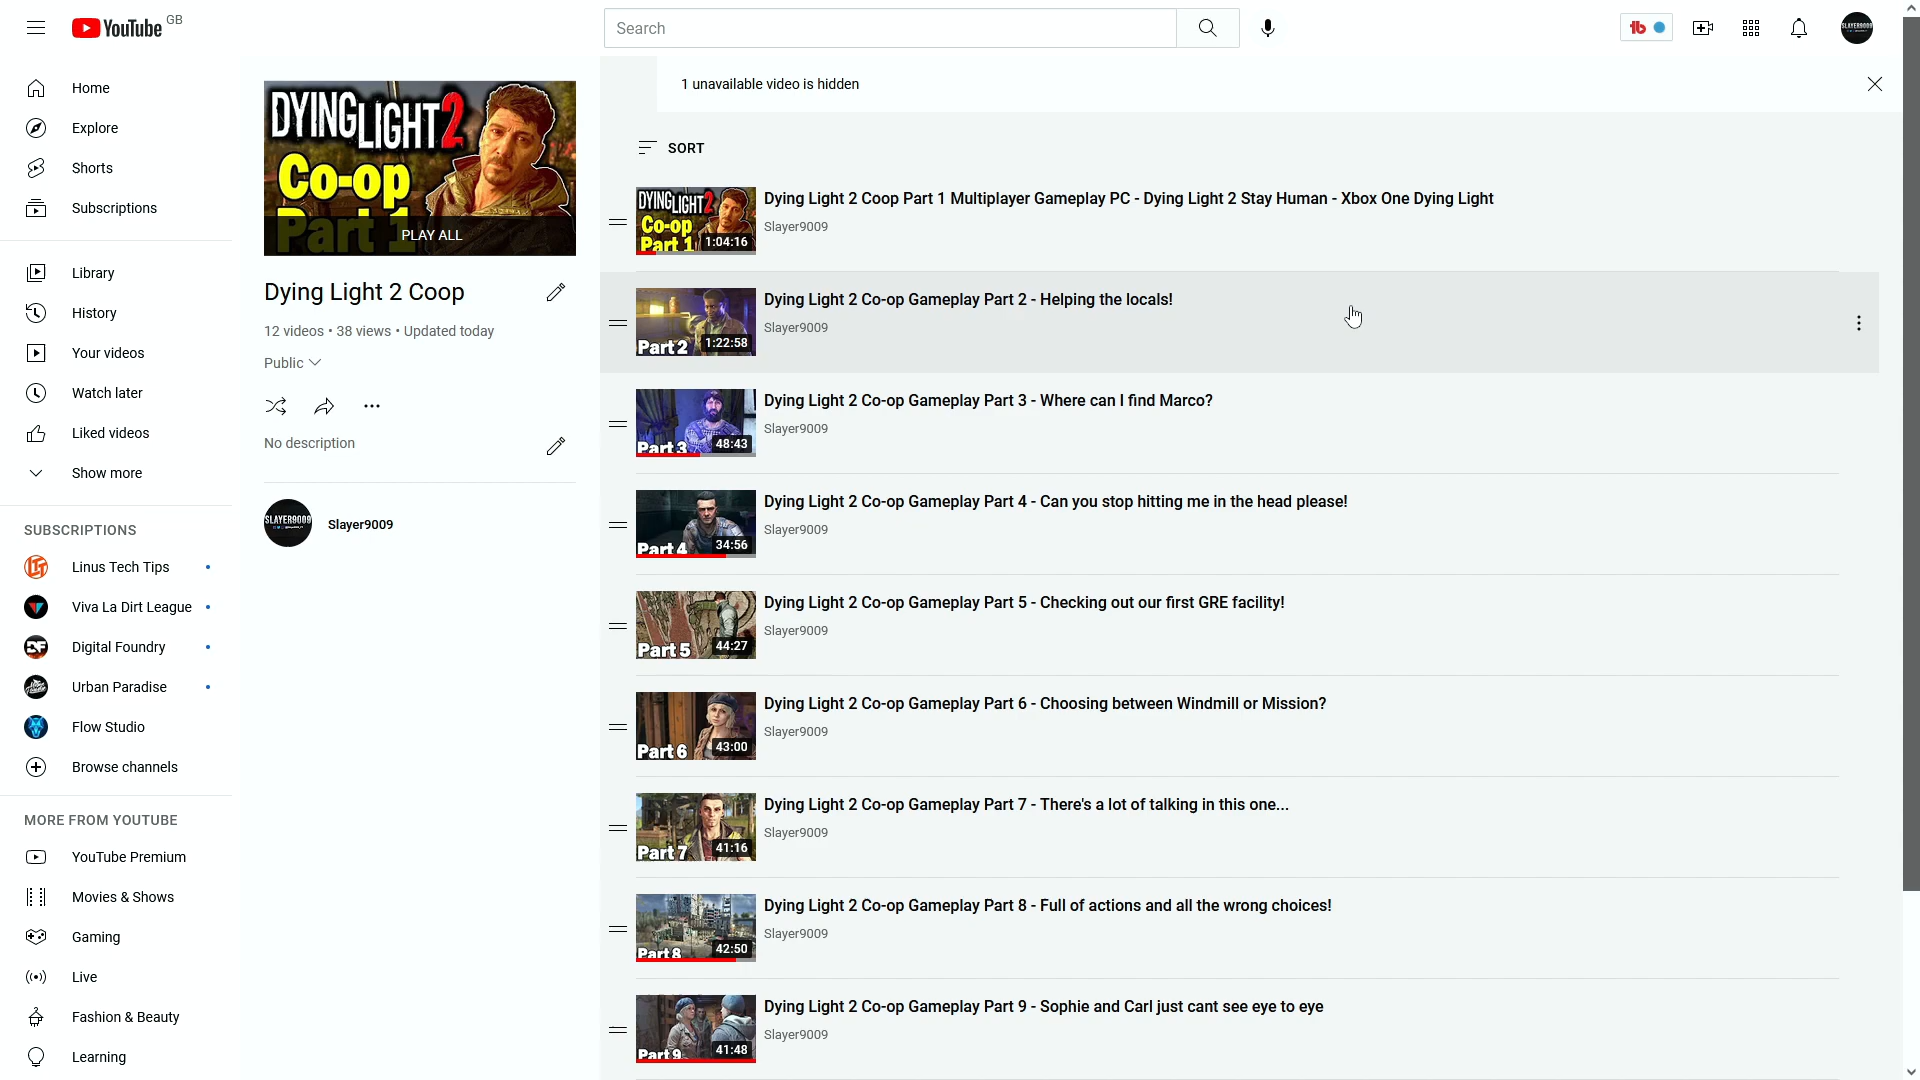 YouTube GB
Search
Home
Explore
Shorts
Subscriptions
Library
History
Your videos
Watch later
Liked videos
Show more
SUBSCRIPTIONS
Linus Tech Tips
Viva La Dirt League
Digital Foundry
Urban Paradise
Flow Studio
Browse channels
MORE FROM YOUTUBE
YouTube Premium
Movies & Shows
Gaming
Live
Fashion & Beauty
Learning
DYING LIGHT 2
Co-op
Part 1
PLAY ALL
Dying Light 2 Coop
12 videos • 38 views • Updated today
Public
No description
SLAYER9009
Slayer9009
1 unavailable video is hidden
SORT
DYING LIGHT 2
Co-op
Part 1 1:04:16
Dying Light 2 Coop Part 1 Multiplayer Gameplay PC - Dying Light 2 Stay Human - Xbox One Dying Light
Slayer9009
Part 2 1:22:58
Dying Light 2 Co-op Gameplay Part 2 - Helping the locals!
Slayer9009
Part 3 48:43
Dying Light 2 Co-op Gameplay Part 3 - Where can I find Marco?
Slayer9009
Part 4 34:56
Dying Light 2 Co-op Gameplay Part 4 - Can you stop hitting me in the head please!
Slayer9009
Part 5 44:27
Dying Light 2 Co-op Gameplay Part 5 - Checking out our first GRE facility!
Slayer9009
Part 6 43:00
Dying Light 2 Co-op Gameplay Part 6 - Choosing between Windmill or Mission?
Slayer9009
Part 7 41:16
Dying Light 2 Co-op Gameplay Part 7 - There's a lot of talking in this one...
Slayer9009
Part 8 42:50
Dying Light 2 Co-op Gameplay Part 8 - Full of actions and all the wrong choices!
Slayer9009
Part 9 41:48
Dying Light 2 Co-op Gameplay Part 9 - Sophie and Carl just cant see eye to eye
Slayer9009